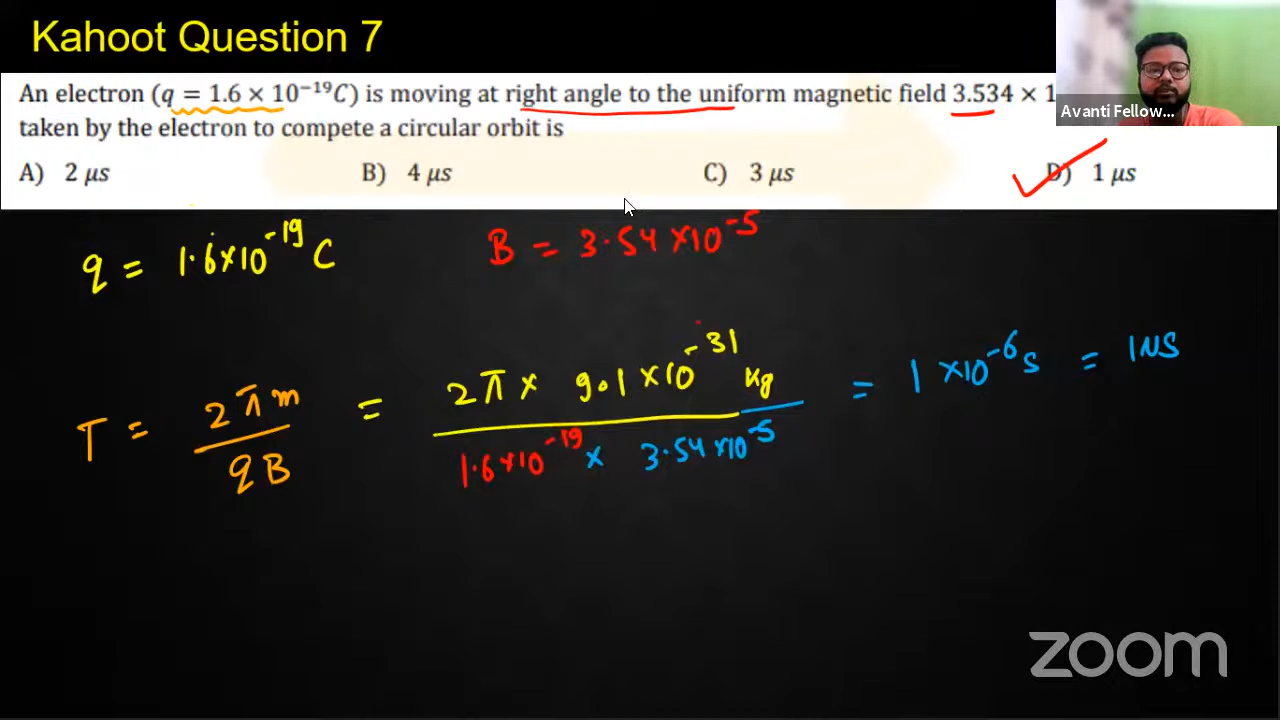 Kahoot Question 7
An electron (q = 1.6 × 10⁻¹⁹C) is moving at right angle to the uniform magnetic field 3.534 × 1
taken by the electron to compete a circular orbit is
A) 2 μs B) 4 μs C) 3 μs D) 1 μs
Avanti Fellow...
q = 1.6×10⁻¹⁹ C B = 3.54×10⁻⁵
T = 2πm / qB = 2π × 9.1×10⁻³¹ kg / 1.6×10⁻¹⁹ × 3.54×10⁻⁵ = 1 ×10⁻⁶ s = 1μs
zoom